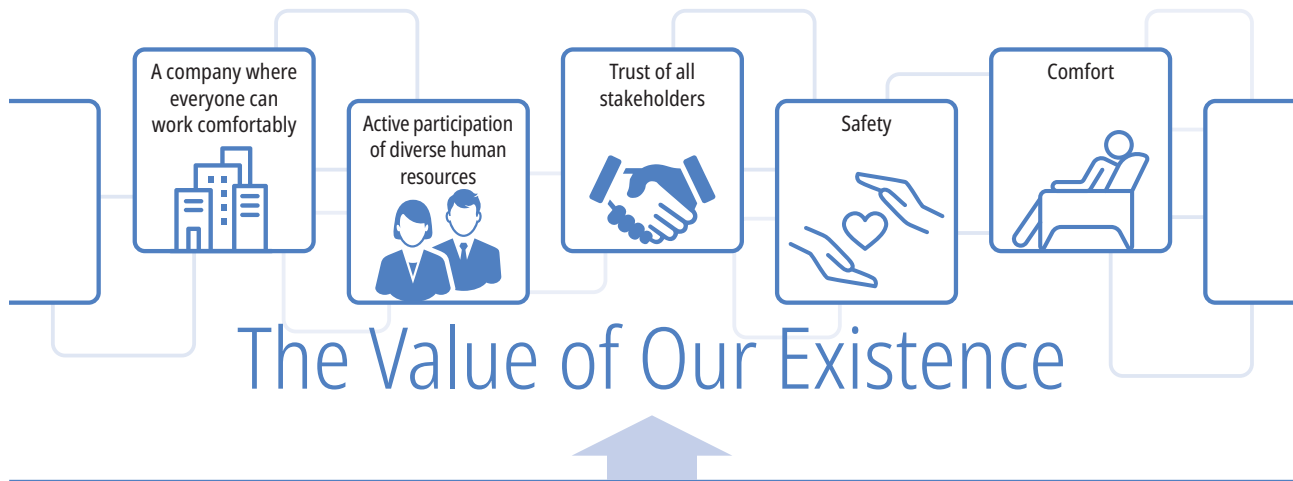 A company where
everyone can
work comfortably
Active participation
of diverse human
resources
Trust of all
stakeholders
Safety
Comfort
The Value of Our Existence